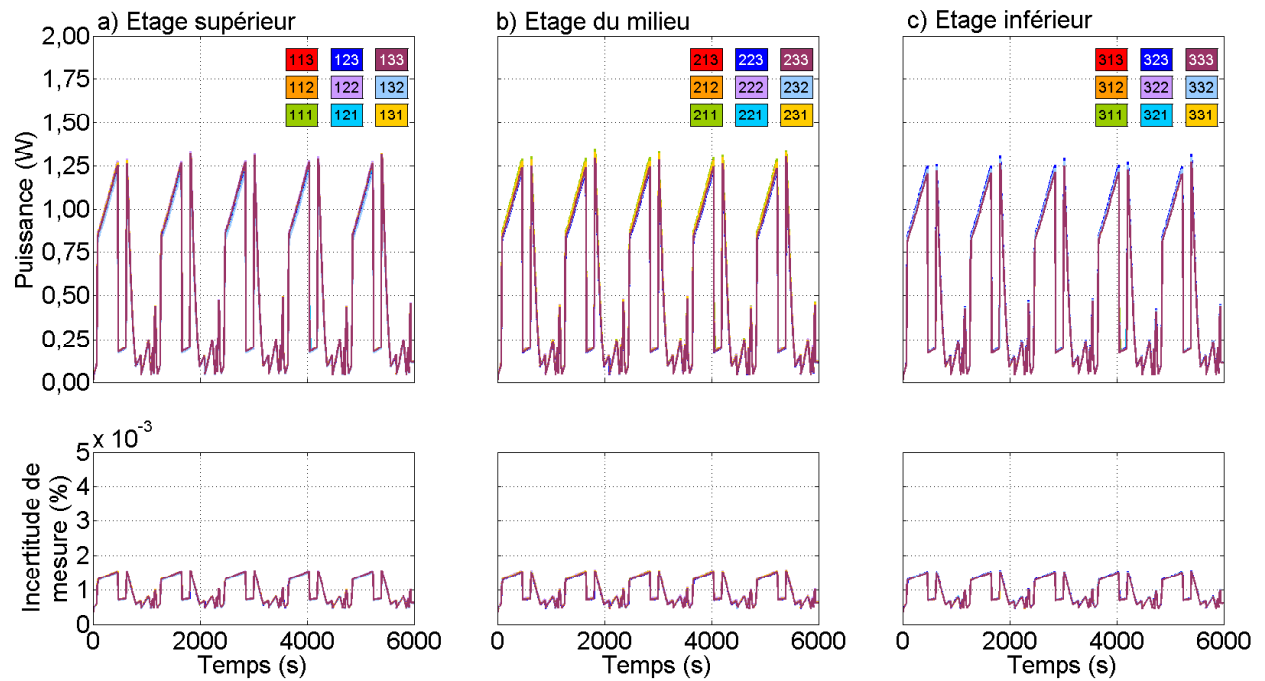 a) Etage supérieur
b) Etage du milieu
c) Etage inférieur
Puissance (W)
2,00
1,75
1,50
1,25
1,00
0,75
0,50
0,25
0,00
113 123 133
112 122 132
111 121 131
213 223 233
212 222 232
211 221 231
313 323 333
312 322 332
311 321 331
Incertitude de
mesure (%)
x 10⁻³
5
4
3
2
1
0
0 2000 4000 6000
0 2000 4000 6000
0 2000 4000 6000
Temps (s)
Temps (s)
Temps (s)